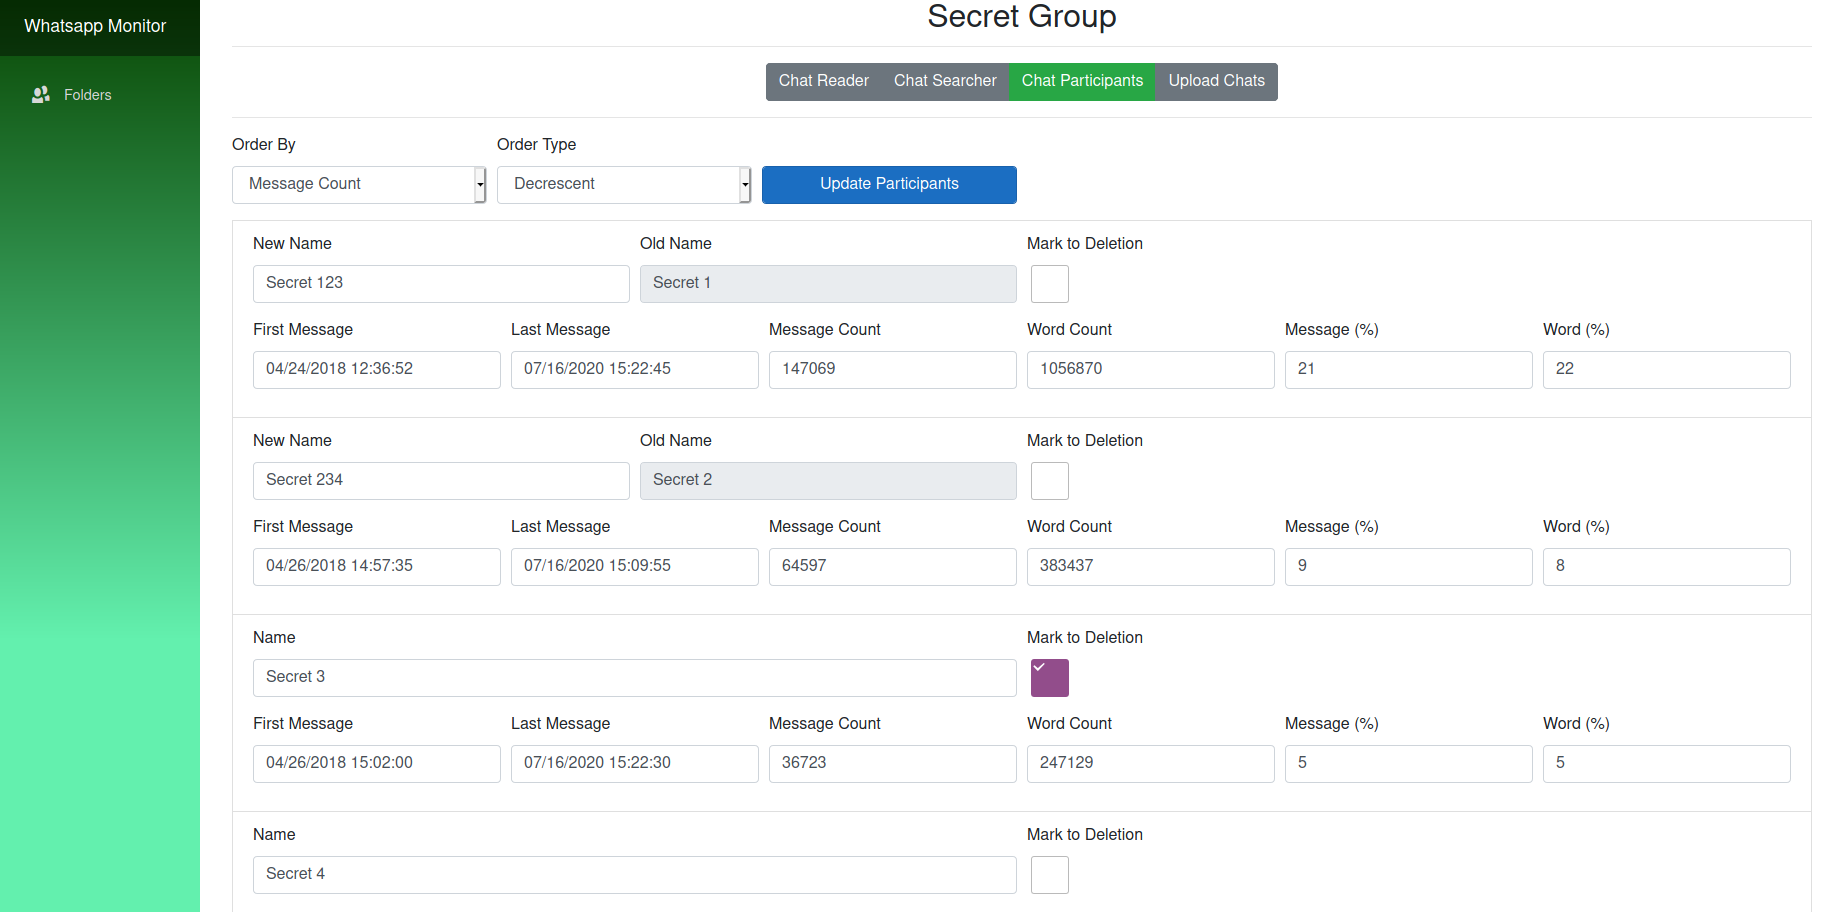 Whatsapp Monitor
Folders
Secret Group
Chat Reader Chat Searcher Chat Participants Upload Chats
Order By Order Type
Message Count Decrescent Update Participants
New Name Old Name Mark to Deletion
Secret 123 Secret 1
First Message Last Message Message Count Word Count Message (%) Word (%)
04/24/2018 12:36:52 07/16/2020 15:22:45 147069 1056870 21 22
New Name Old Name Mark to Deletion
Secret 234 Secret 2
First Message Last Message Message Count Word Count Message (%) Word (%)
04/26/2018 14:57:35 07/16/2020 15:09:55 64597 383437 9 8
Name Mark to Deletion
Secret 3
First Message Last Message Message Count Word Count Message (%) Word (%)
04/26/2018 15:02:00 07/16/2020 15:22:30 36723 247129 5 5
Name Mark to Deletion
Secret 4